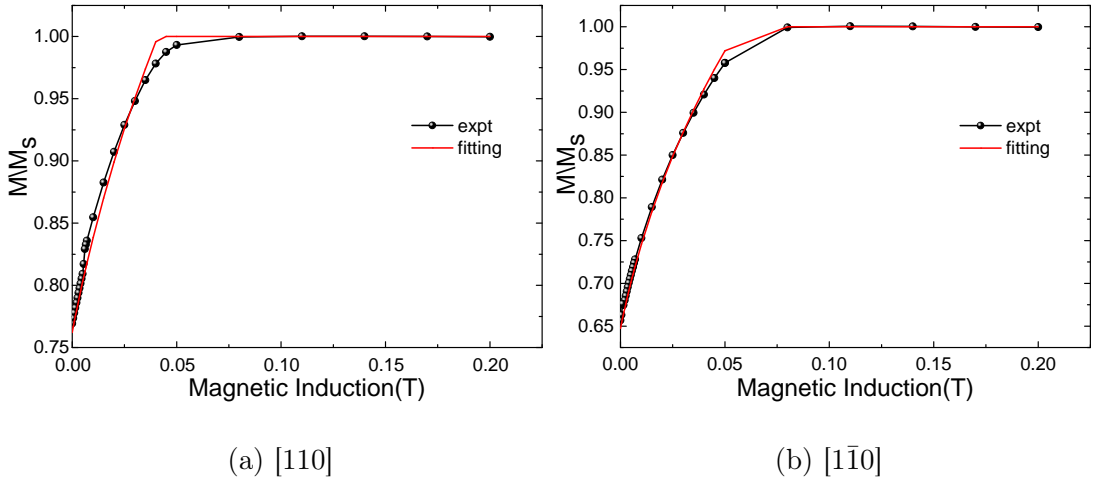 1.00
0.95
0.90
0.85
0.80
0.75
M\Ms
expt
fitting
0.00 0.05 0.10 0.15 0.20
Magnetic Induction(T)
(a) [110]
1.00
0.95
0.90
0.85
0.80
0.75
0.70
0.65
M\Ms
expt
fitting
0.00 0.05 0.10 0.15 0.20
Magnetic Induction(T)
(b) [11̄0]